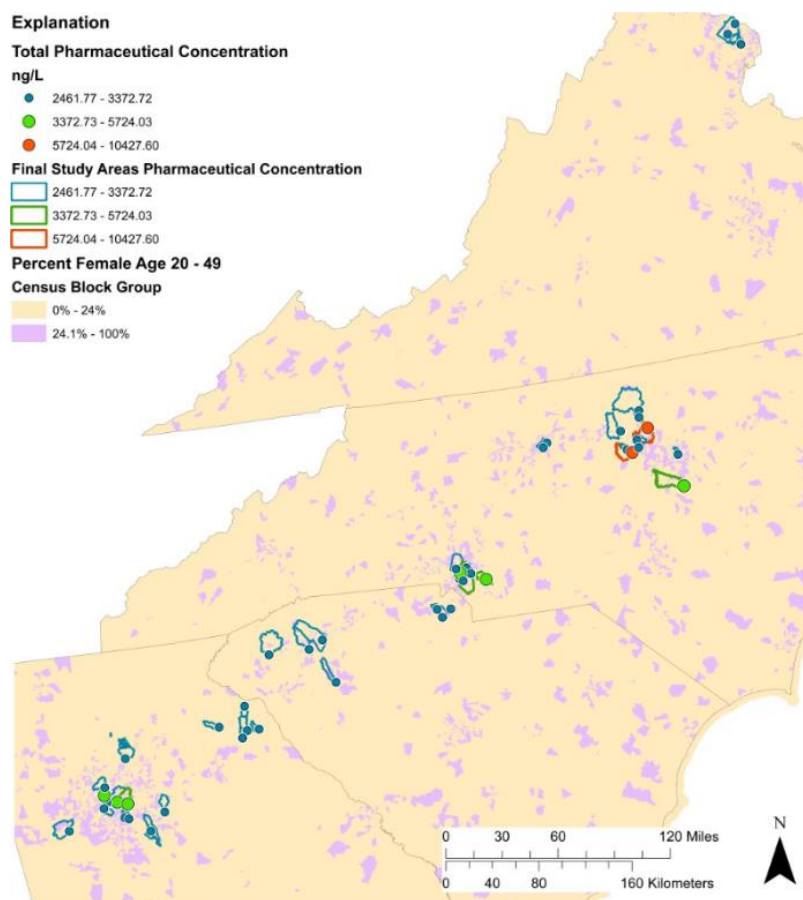 Explanation
Total Pharmaceutical Concentration
ng/L
2461.77 - 3372.72
3372.73 - 5724.03
5724.04 - 10427.60
Final Study Areas Pharmaceutical Concentration
2461.77 - 3372.72
3372.73 - 5724.03
5724.04 - 10427.60
Percent Female Age 20 - 49
Census Block Group
0% - 24%
24.1% - 100%
N
0 30 60 120 Miles
0 40 80 160 Kilometers